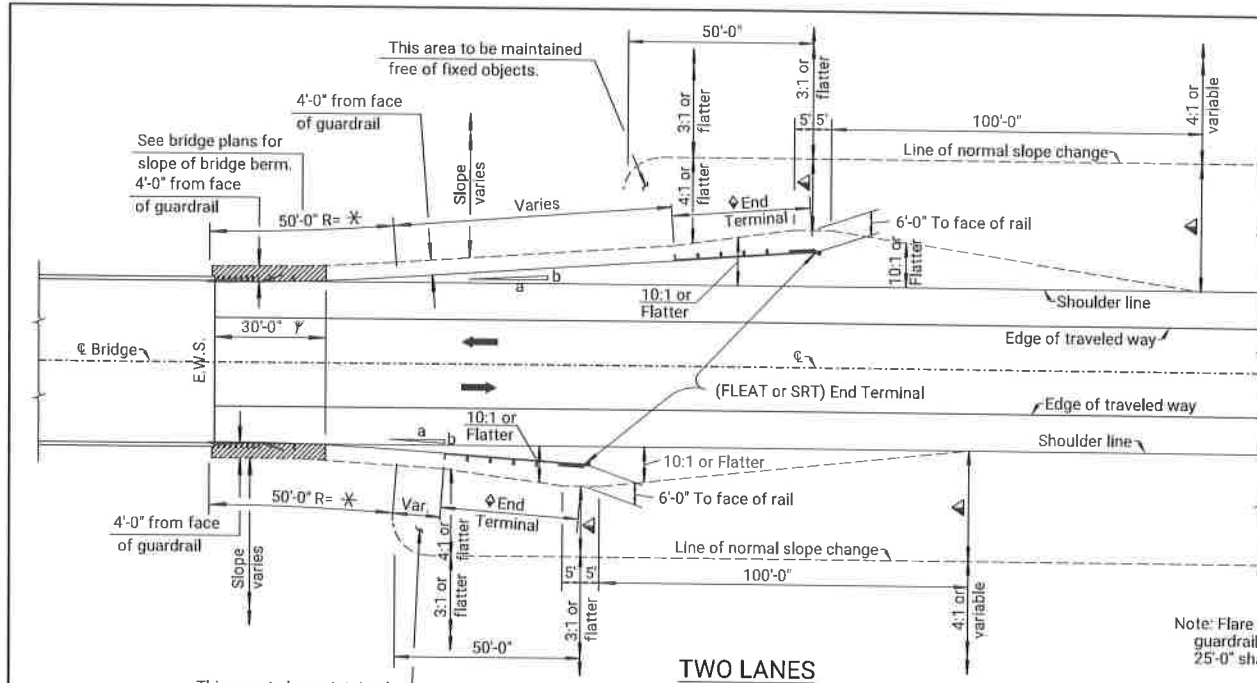 50'-0"
This area to be maintained
free of fixed objects.
3:1 or
flatter
3:1 or
flatter
4:1 or
variable
4'-0" from face
of guardrail
5' 5'
100'-0"
See bridge plans for
slope of bridge berm.
Line of normal slope change
4'-0" from face
of guardrail
Slope
varies
4:1 or
flatter
End
Terminal
Varies
50'-0" R=
6'-0" To face of rail
10:1 or
Flatter
a
b
10:1 or
Flatter
Shoulder line
30'-0"
Edge of traveled way
℄ Bridge
E.W.S.
℄
(FLEAT or SRT) End Terminal
Edge of traveled way
10:1 or
Flatter
a
b
Shoulder line
10:1 or Flatter
6'-0" To face of rail
50'-0" R=
Var.
End
Terminal
4'-0" from face
of guardrail
Slope
varies
4:1 or
flatter
Line of normal slope change
5' 5'
100'-0"
3:1 or
flatter
3:1 or
flatter
4:1 or
variable
50'-0"
Note: Flare
guardrail
25'-0"
TWO LANES